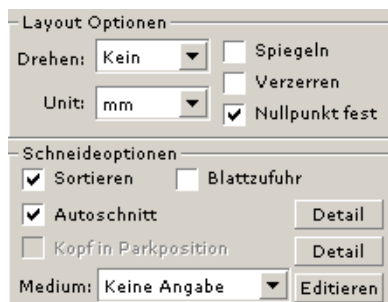 Layout Optionen
Drehen: Kein Spiegeln
Verzerren
Unit: mm Nullpunkt fest
Schneideoptionen
Sortieren Blattzufuhr
Autoschnitt Detail
Kopf in Parkposition Detail
Medium: Keine Angabe Editieren